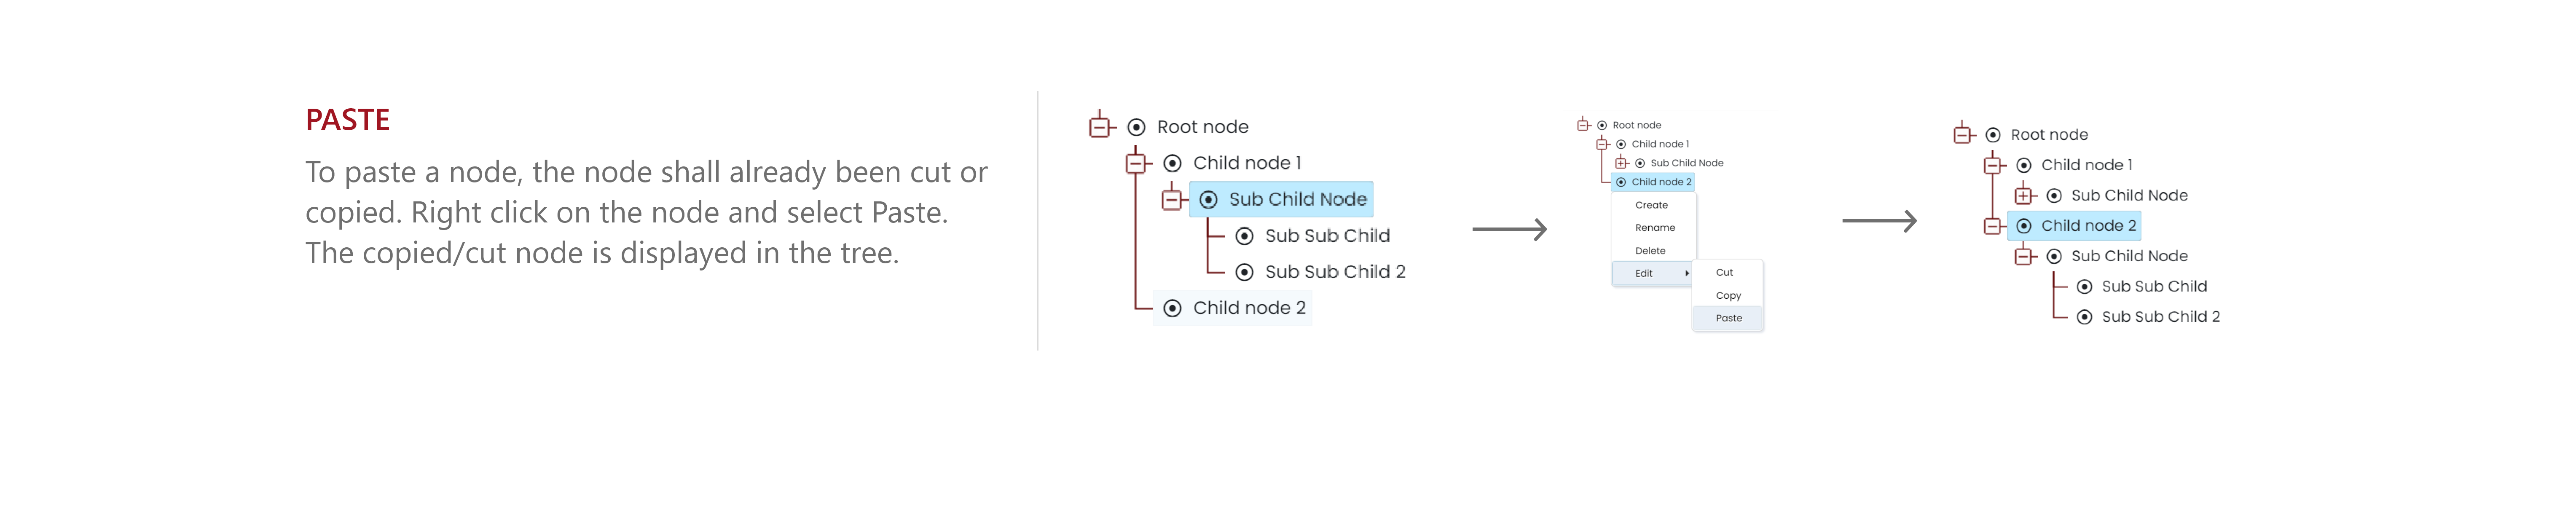 PASTE
To paste a node, the node shall already been cut or
copied. Right click on the node and select Paste.
The copied/cut node is displayed in the tree.
Root node
Child node 1
Sub Child Node
Sub Sub Child
Sub Sub Child 2
Child node 2
Root node
Child node 1
Sub Child Node
Child node 2
Create
Rename
Delete
Edit
Cut
Copy
Paste
Root node
Child node 1
Sub Child Node
Child node 2
Sub Child Node
Sub Sub Child
Sub Sub Child 2